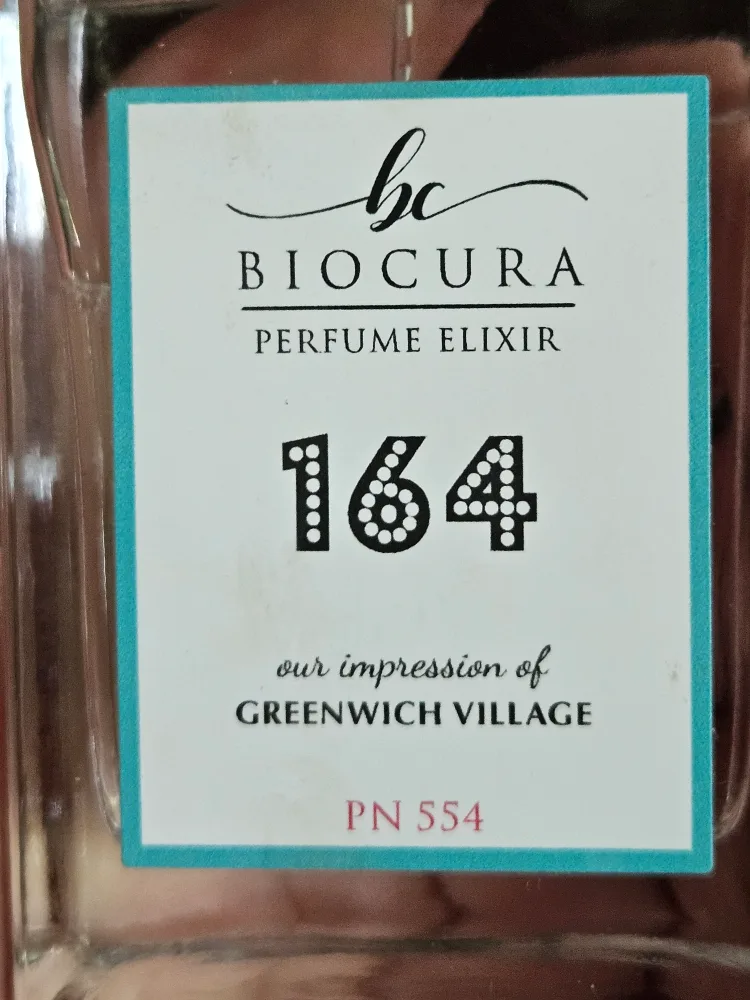 bc
BIOCURA
PERFUME ELIXIR
164
our impression of
GREENWICH VILLAGE
PN 554